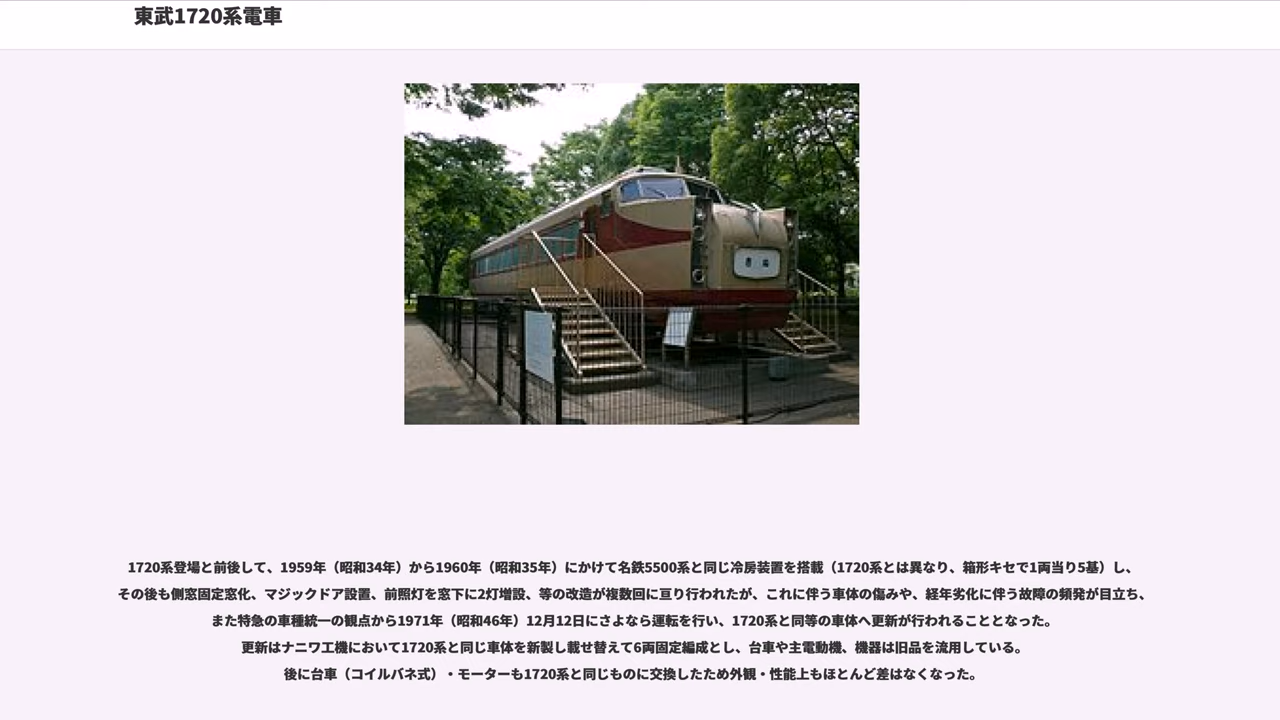 東武1720系電車
1720系登場と前後して、1959年（昭和34年）から1960年（昭和35年）にかけて名鉄5500系と同じ冷房装置を搭載（1720系とは異なり、箱形キセで1両当り5基）し、
その後も側窓固定窓化、マジックドア設置、前照灯を窓下に2灯増設、等の改造が複数回に亘り行われたが、これに伴う車体の傷みや、経年劣化に伴う故障の頻発が目立ち、
また特急の車種統一の観点から1971年（昭和46年）12月12日にさよなら運転を行い、1720系と同等の車体へ更新が行われることとなった。
更新はナニワ工機において1720系と同じ車体を新製し載せ替えて6両固定編成とし、台車や主電動機、機器は旧品を流用している。
後に台車（コイルバネ式）・モーターも1720系と同じものに交換したため外観・性能上もほとんど差はなくなった。